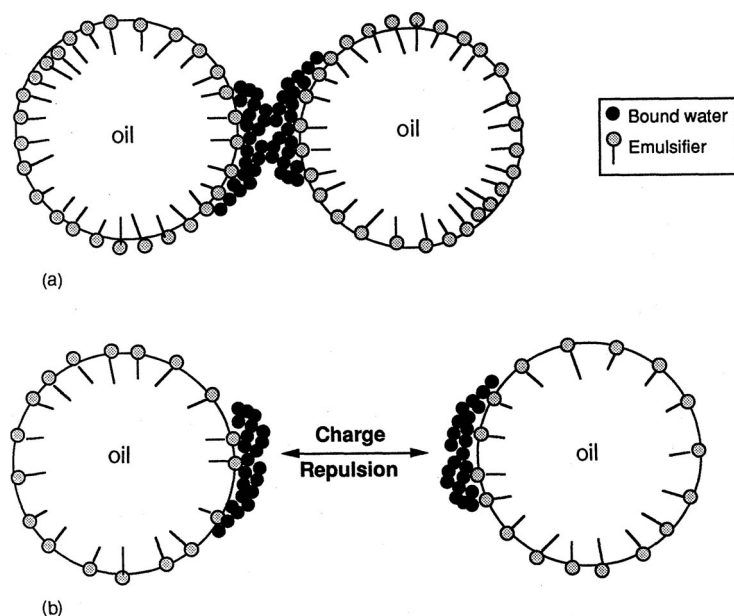 oil
oil
Bound water
Emulsifier
(a)
oil
Charge
Repulsion
oil
(b)